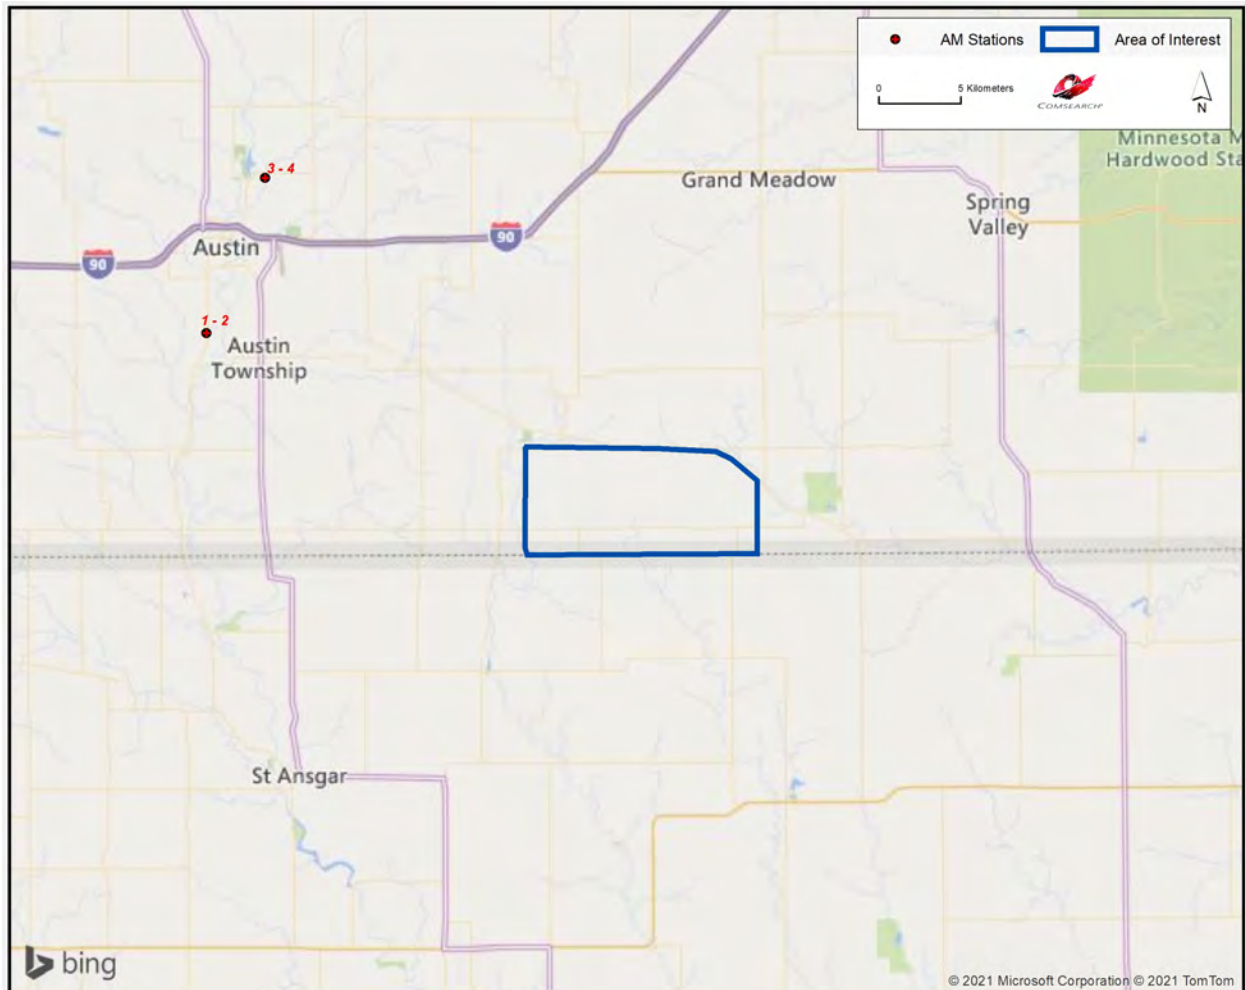 AM Stations
Area of Interest
0
5 Kilometers
COMSEARCH
N
Minnesota M
Hardwood Sta
3 - 4
Grand Meadow
Spring
Valley
90
Austin
90
1 - 2
Austin
Township
St Ansgar
bing
© 2021 Microsoft Corporation © 2021 TomTom